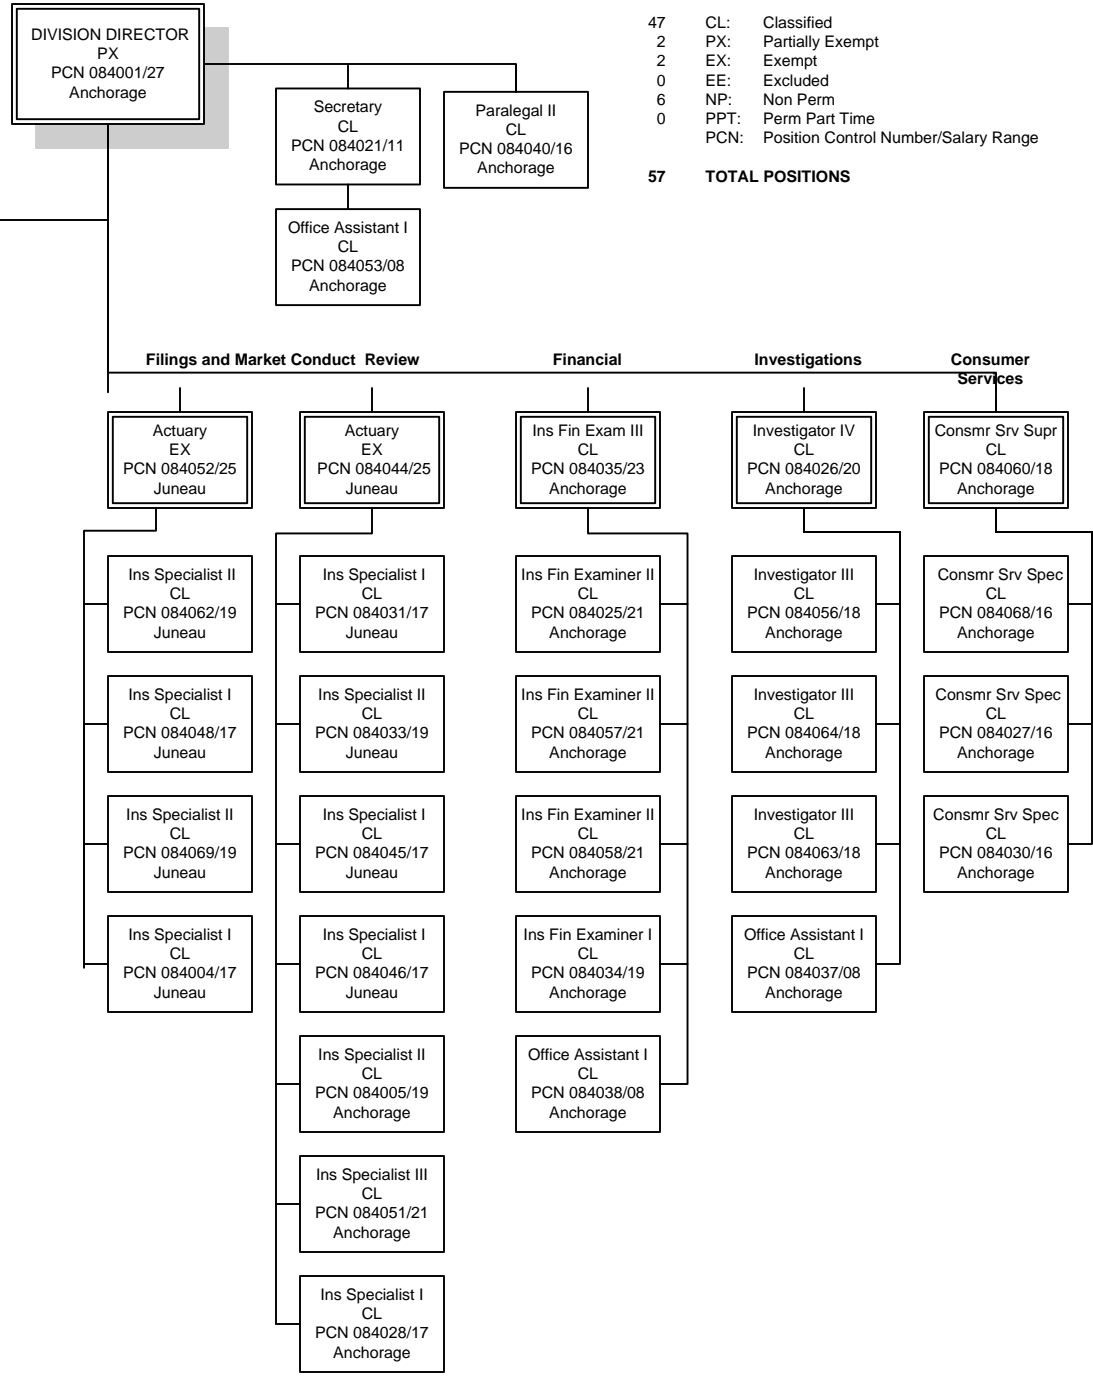 DIVISION DIRECTOR
PX
PCN 084001/27
Anchorage
Secretary
CL
PCN 084021/11
Anchorage
Paralegal II
CL
PCN 084040/16
Anchorage
Office Assistant I
CL
PCN 084053/08
Anchorage
47 CL: Classified
2 PX: Partially Exempt
2 EX: Exempt
0 EE: Excluded
6 NP: Non Perm
0 PPT: Perm Part Time
PCN: Position Control Number/Salary Range
57 TOTAL POSITIONS
Filings and Market Conduct Review
Actuary
EX
PCN 084052/25
Juneau
Ins Specialist II
CL
PCN 084062/19
Juneau
Ins Specialist I
CL
PCN 084048/17
Juneau
Ins Specialist II
CL
PCN 084069/19
Juneau
Ins Specialist I
CL
PCN 084004/17
Juneau
Actuary
EX
PCN 084044/25
Juneau
Ins Specialist I
CL
PCN 084031/17
Juneau
Ins Specialist II
CL
PCN 084033/19
Juneau
Ins Specialist I
CL
PCN 084045/17
Juneau
Ins Specialist I
CL
PCN 084046/17
Juneau
Ins Specialist II
CL
PCN 084005/19
Anchorage
Ins Specialist III
CL
PCN 084051/21
Anchorage
Ins Specialist I
CL
PCN 084028/17
Anchorage
Financial
Ins Fin Exam III
CL
PCN 084035/23
Anchorage
Ins Fin Examiner II
CL
PCN 084025/21
Anchorage
Ins Fin Examiner II
CL
PCN 084057/21
Anchorage
Ins Fin Examiner II
CL
PCN 084058/21
Anchorage
Ins Fin Examiner I
CL
PCN 084034/19
Anchorage
Office Assistant I
CL
PCN 084038/08
Anchorage
Investigations
Investigator IV
CL
PCN 084026/20
Anchorage
Investigator III
CL
PCN 084056/18
Anchorage
Investigator III
CL
PCN 084064/18
Anchorage
Investigator III
CL
PCN 084063/18
Anchorage
Office Assistant I
CL
PCN 084037/08
Anchorage
Consumer
Services
Consmr Srv Supr
CL
PCN 084060/18
Anchorage
Consmr Srv Spec
CL
PCN 084068/16
Anchorage
Consmr Srv Spec
CL
PCN 084027/16
Anchorage
Consmr Srv Spec
CL
PCN 084030/16
Anchorage